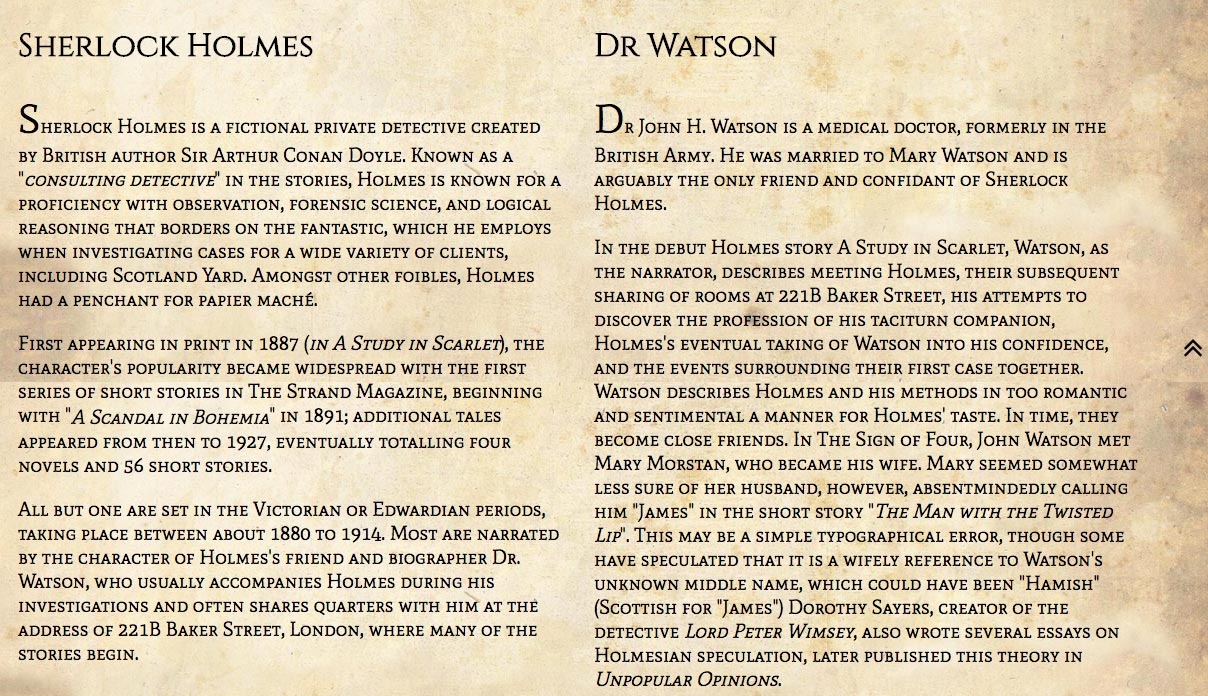 Sherlock Holmes
Sherlock Holmes is a fictional private detective created
by British author Sir Arthur Conan Doyle. Known as a
"consulting detective" in the stories, Holmes is known for a
proficiency with observation, forensic science, and logical
reasoning that borders on the fantastic, which he employs
when investigating cases for a wide variety of clients,
including Scotland Yard. Amongst other foibles, Holmes
had a penchant for papier maché.
First appearing in print in 1887 (in A Study in Scarlet), the
character's popularity became widespread with the first
series of short stories in The Strand Magazine, beginning
with "A Scandal in Bohemia" in 1891; additional tales
appeared from then to 1927, eventually totalling four
novels and 56 short stories.
All but one are set in the Victorian or Edwardian periods,
taking place between about 1880 to 1914. Most are narrated
by the character of Holmes's friend and biographer Dr.
Watson, who usually accompanies Holmes during his
investigations and often shares quarters with him at the
address of 221B Baker Street, London, where many of the
stories begin.
Dr Watson
Dr John H. Watson is a medical doctor, formerly in the
British Army. He was married to Mary Watson and is
arguably the only friend and confidant of Sherlock
Holmes.
In the debut Holmes story A Study in Scarlet, Watson, as
the narrator, describes meeting Holmes, their subsequent
sharing of rooms at 221B Baker Street, his attempts to
discover the profession of his taciturn companion,
Holmes's eventual taking of Watson into his confidence,
and the events surrounding their first case together.
Watson describes Holmes and his methods in too romantic
and sentimental a manner for Holmes' taste. In time, they
become close friends. In The Sign of Four, John Watson met
Mary Morstan, who became his wife. Mary seemed somewhat
less sure of her husband, however, absentmindedly calling
him "James" in the short story "The Man with the Twisted
Lip". This may be a simple typographical error, though some
have speculated that it is a wifely reference to Watson's
unknown middle name, which could have been "Hamish"
(Scottish for "James") Dorothy Sayers, creator of the
detective Lord Peter Wimsey, also wrote several essays on
Holmesian speculation, later published this theory in
Unpopular Opinions.